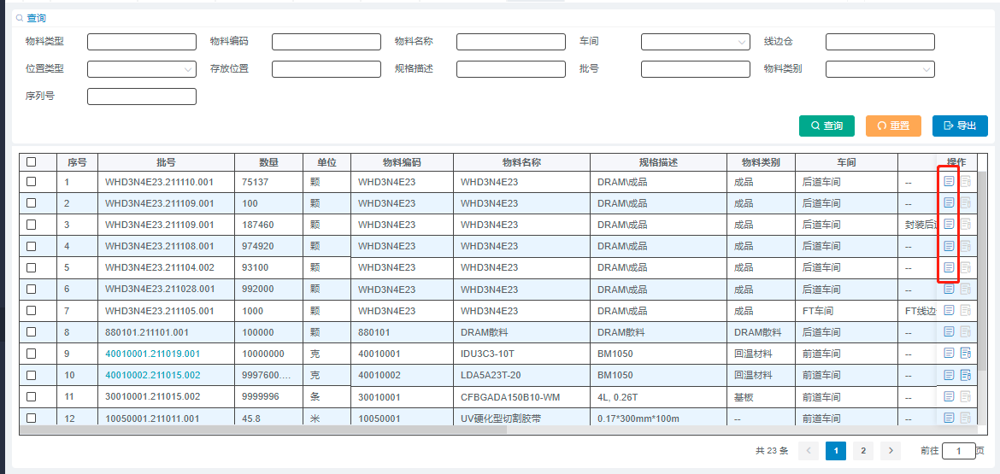 查询
物料类型 物料编码 物料名称 车间 线边仓
位置类型 存放位置 规格描述 批号 物料类别
序列号
查询 重置 导出
序号 批号 数量 单位 物料编码 物料名称 规格描述 物料类别 车间 操作
1 WHD3N4E23.211110.001 75137 颗 WHD3N4E23 WHD3N4E23 DRAM\成品 成品 后道车间 --
2 WHD3N4E23.211109.001 100 颗 WHD3N4E23 WHD3N4E23 DRAM\成品 成品 后道车间 --
3 WHD3N4E23.211109.001 187460 颗 WHD3N4E23 WHD3N4E23 DRAM\成品 成品 后道车间 封装后
4 WHD3N4E23.211108.001 974920 颗 WHD3N4E23 WHD3N4E23 DRAM\成品 成品 后道车间 --
5 WHD3N4E23.211104.002 93100 颗 WHD3N4E23 WHD3N4E23 DRAM\成品 成品 后道车间 --
6 WHD3N4E23.211028.001 992000 颗 WHD3N4E23 WHD3N4E23 DRAM\成品 成品 后道车间 --
7 WHD3N4E23.211105.001 1000 颗 WHD3N4E23 WHD3N4E23 DRAM\成品 成品 FT车间 FT线边
8 880101.211101.001 100000 颗 880101 DRAM散料 DRAM散料 DRAM散料 后道车间 --
9 40010001.211019.001 10000000 克 40010001 IDU3C3-10T BM1050 回温材料 前道车间 --
10 40010002.211015.002 9997600.... 克 40010002 LDA5A23T-20 BM1050 回温材料 前道车间 --
11 30010001.211015.002 9999996 条 30010001 CFBGADA150B10-WM 4L, 0.26T 基板 前道车间 --
12 10050001.211011.001 45.8 米 10050001 UV硬化型切割胶带 0.17*300mm*100m -- 前道车间 --
共 23 条 < 1 2 > 前往 1 页